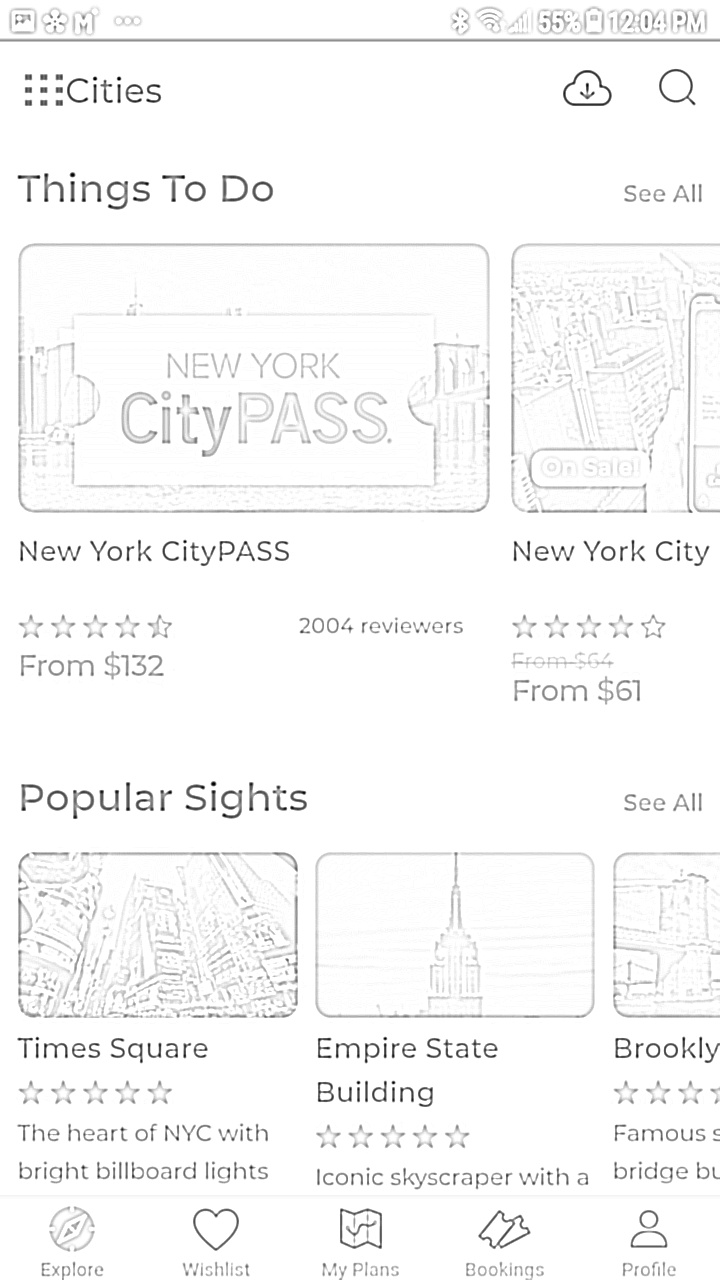 55% 12:04 PM
Cities
Things To Do
See All
NEW YORK
CityPASS.
On Sale!
New York CityPASS
New York City
2004 reviewers
From $132
From $64
From $61
Popular Sights
See All
Times Square
Empire State
Building
Brooklyn
The heart of NYC with
bright billboard lights
Iconic skyscraper with a
Famous s
bridge bu
Explore
Wishlist
My Plans
Bookings
Profile